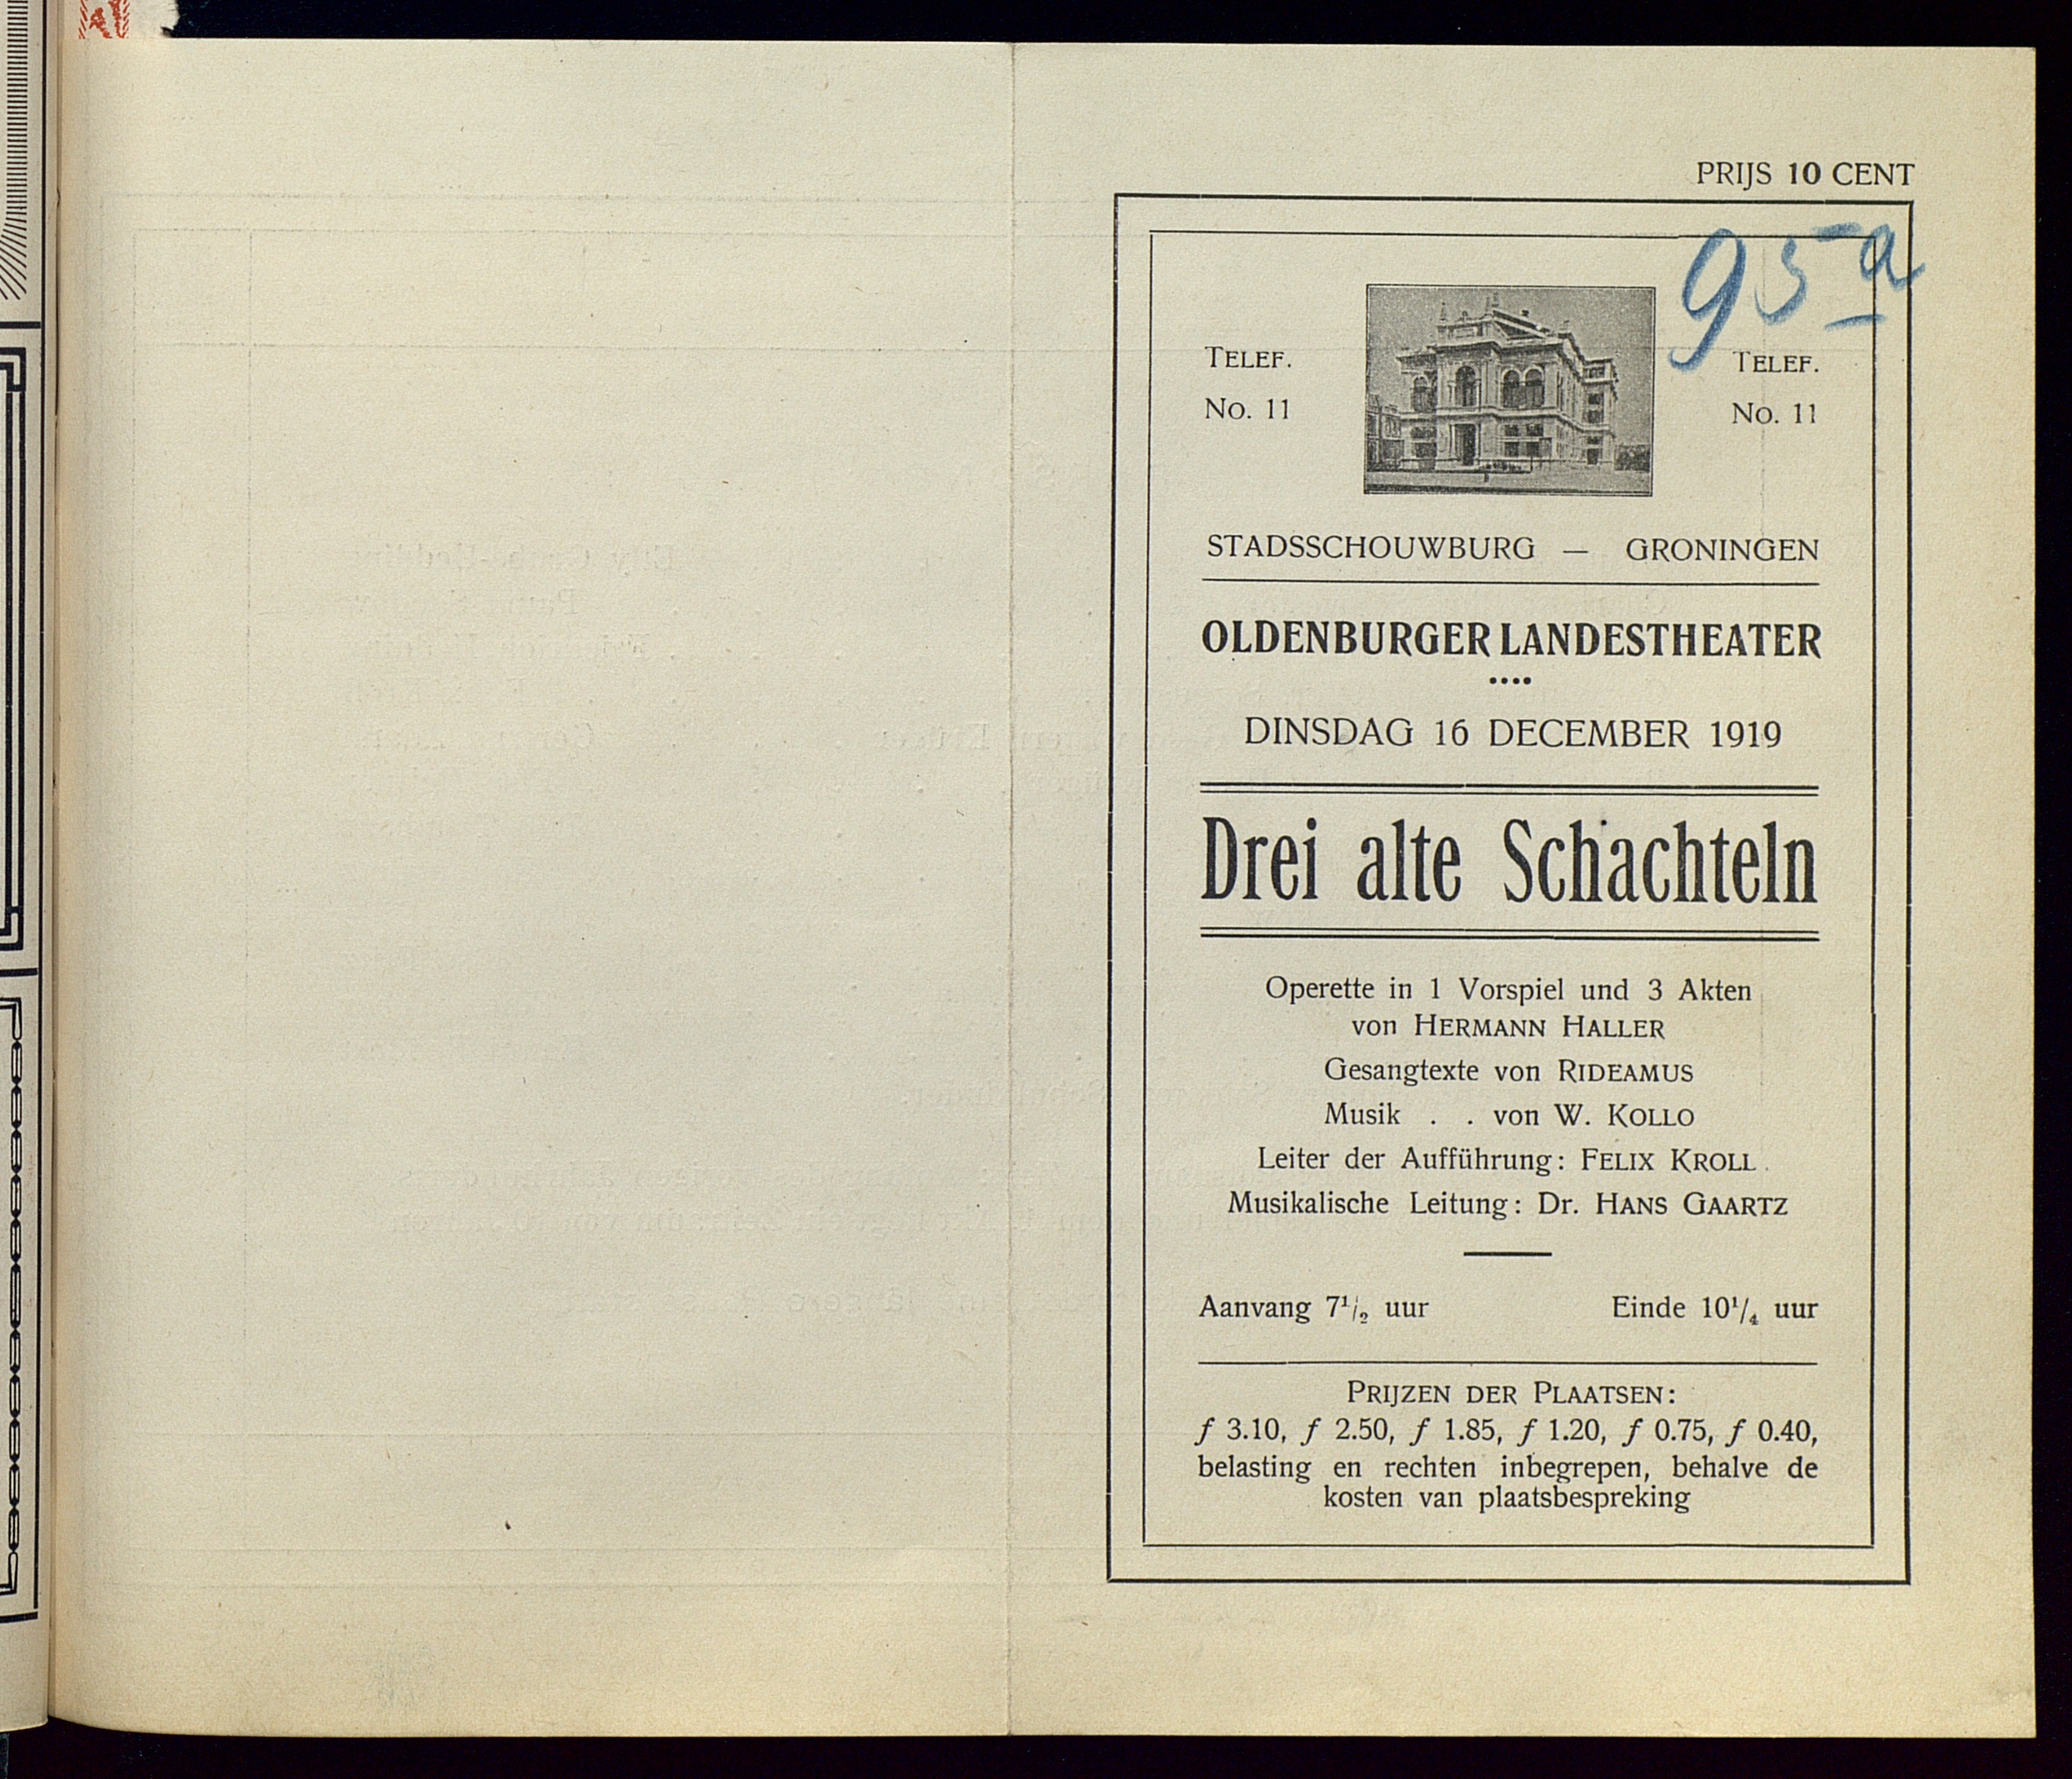 PRIJS 10 CENT
95a
TELEF.
No. 11
TELEF.
No. 11
STADSSCHOUWBURG — GRONINGEN
OLDENBURGER LANDESTHEATER
••••
DINSDAG 16 DECEMBER 1919
Drei alte Schachteln
Operette in 1 Vorspiel und 3 Akten
von HERMANN HALLER
Gesangtexte von RIDEAMUS
Musik . . von W. KOLLO
Leiter der Aufführung: FELIX KROLL
Musikalische Leitung: Dr. HANS GAARTZ
Aanvang 7¹/₂ uur Einde 10¹/₄ uur
PRIJZEN DER PLAATSEN:
ƒ 3.10, ƒ 2.50, ƒ 1.85, ƒ 1.20, ƒ 0.75, ƒ 0.40,
belasting en rechten inbegrepen, behalve de
kosten van plaatsbespreking